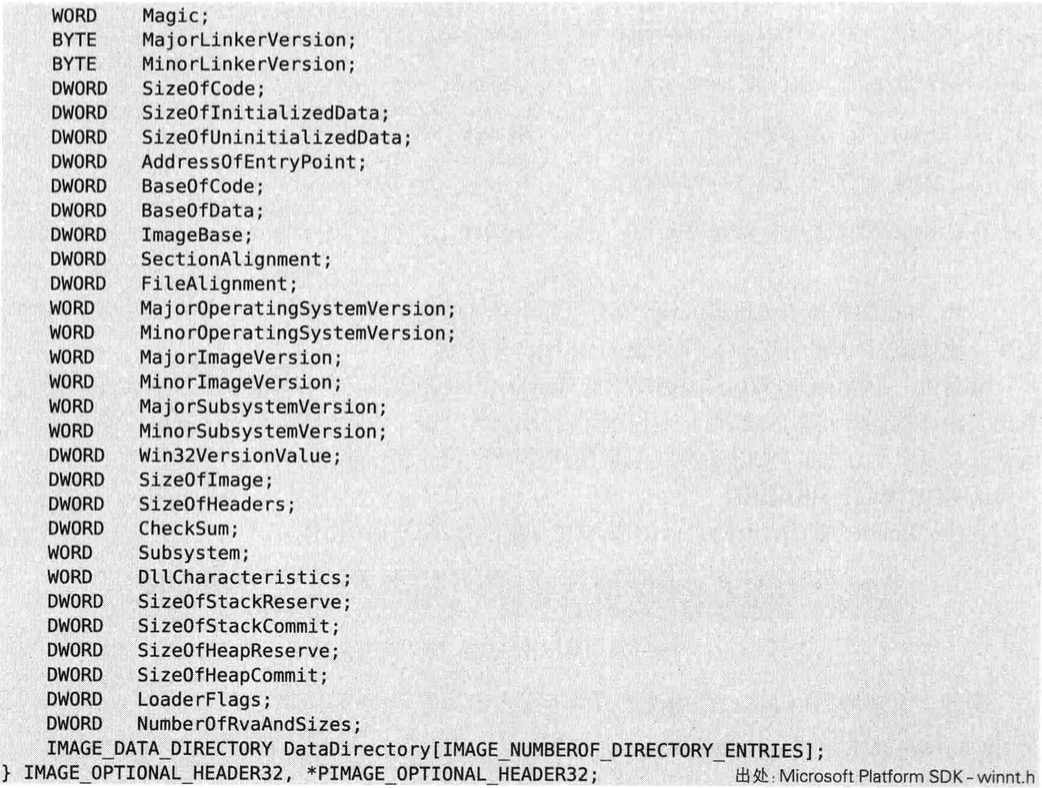 WORD Magic;
BYTE MajorLinkerVersion;
BYTE MinorLinkerVersion;
DWORD SizeOfCode;
DWORD SizeOfInitializedData;
DWORD SizeOfUninitializedData;
DWORD AddressOfEntryPoint;
DWORD BaseOfCode;
DWORD BaseOfData;
DWORD ImageBase;
DWORD SectionAlignment;
DWORD FileAlignment;
WORD MajorOperatingSystemVersion;
WORD MinorOperatingSystemVersion;
WORD MajorImageVersion;
WORD MinorImageVersion;
WORD MajorSubsystemVersion;
WORD MinorSubsystemVersion;
DWORD Win32VersionValue;
DWORD SizeOfImage;
DWORD SizeOfHeaders;
DWORD CheckSum;
WORD Subsystem;
WORD DllCharacteristics;
DWORD SizeOfStackReserve;
DWORD SizeOfStackCommit;
DWORD SizeOfHeapReserve;
DWORD SizeOfHeapCommit;
DWORD LoaderFlags;
DWORD NumberOfRvaAndSizes;
IMAGE_DATA_DIRECTORY DataDirectory[IMAGE_NUMBEROF_DIRECTORY_ENTRIES];
} IMAGE_OPTIONAL_HEADER32, *PIMAGE_OPTIONAL_HEADER32; 出处: Microsoft Platform SDK - winnt.h